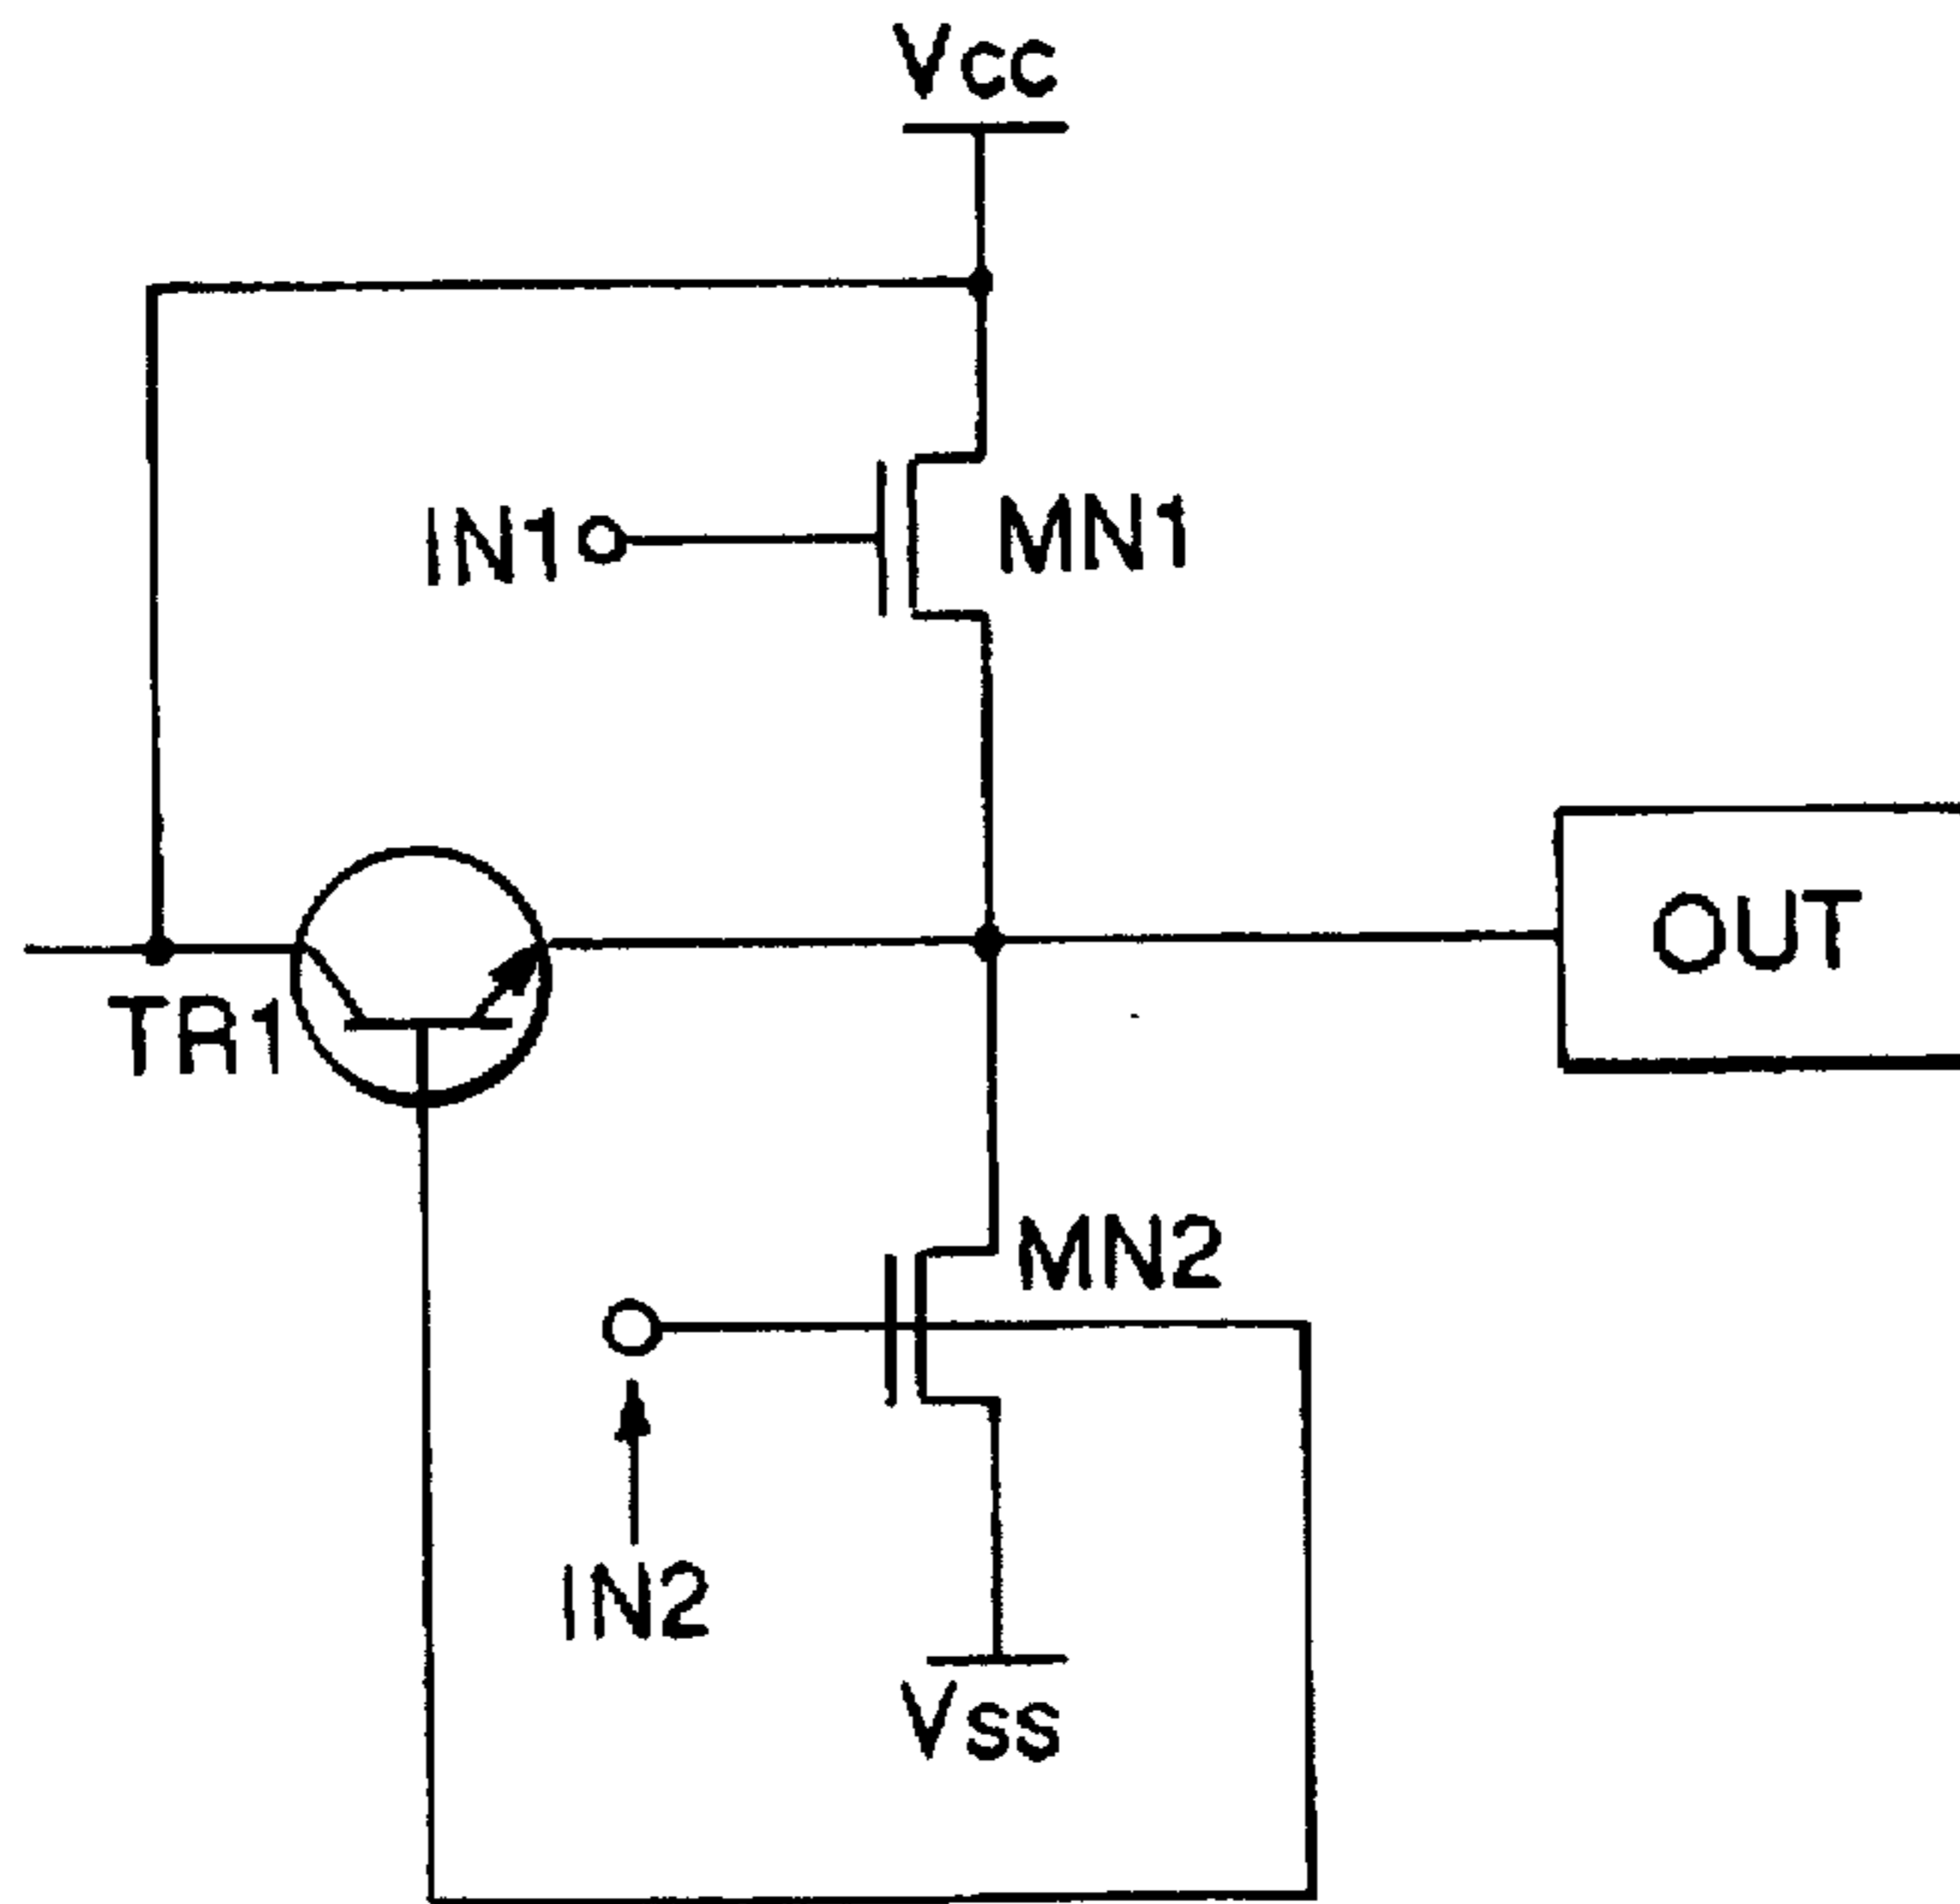 Vcc
IN1
MN1
TR1
OUT
MN2
IN2
Vss